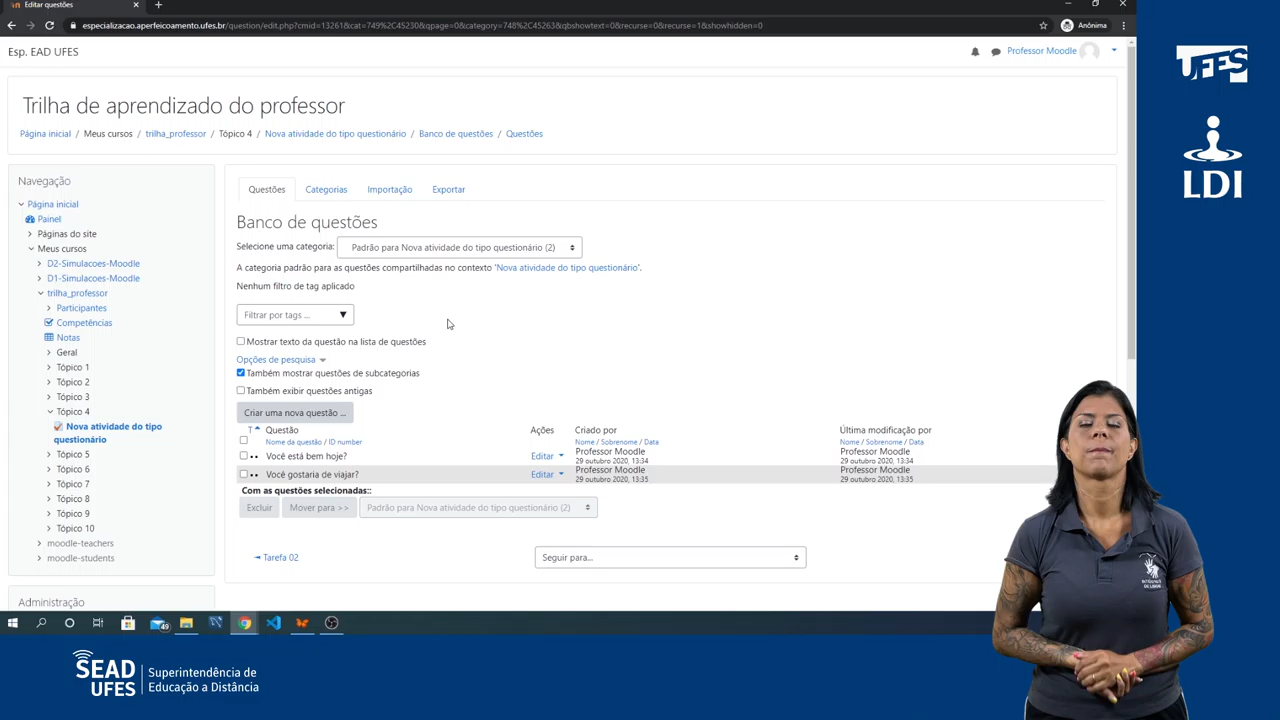 Editar questões
especializacao.aperfeicoamento.ufes.br/question/edit.php?cmid=13261&cat=749%2C45230&qpage=0&category=748%2C45263&qbshowtext=0&recurse=0&recurse=1&showhidden=0
Anônima
Esp. EAD UFES
Professor Moodle
Trilha de aprendizado do professor
Página inicial / Meus cursos / trilha_professor / Tópico 4 / Nova atividade do tipo questionário / Banco de questões / Questões
Navegação
Página inicial
Painel
Páginas do site
Meus cursos
D2-Simulacoes-Moodle
D1-Simulacoes-Moodle
trilha_professor
Participantes
Competências
Notas
Geral
Tópico 1
Tópico 2
Tópico 3
Tópico 4
Nova atividade do tipo
questionário
Tópico 5
Tópico 6
Tópico 7
Tópico 8
Tópico 9
Tópico 10
moodle-teachers
moodle-students
Administração
Questões Categorias Importação Exportar
Banco de questões
Selecione uma categoria: Padrão para Nova atividade do tipo questionário (2)
A categoria padrão para as questões compartilhadas no contexto 'Nova atividade do tipo questionário'.
Nenhum filtro de tag aplicado
Filtrar por tags ... ▼
Mostrar texto da questão na lista de questões
Opções de pesquisa
Também mostrar questões de subcategorias
Também exibir questões antigas
Criar uma nova questão ...
T Questão Ações Criado por Última modificação por
Nome da questão / ID number Nome / Sobrenome / Data Nome / Sobrenome / Data
Você está bem hoje? Editar Professor Moodle Professor Moodle
29 outubro 2020, 13:34 29 outubro 2020, 13:34
Você gostaria de viajar? Editar Professor Moodle Professor Moodle
29 outubro 2020, 13:35 29 outubro 2020, 13:35
Com as questões selecionadas::
Excluir Mover para >> Padrão para Nova atividade do tipo questionário (2)
◄ Tarefa 02 Seguir para...
49
UFES
LDI
SEAD
UFES
Superintendência de
Educação a Distância